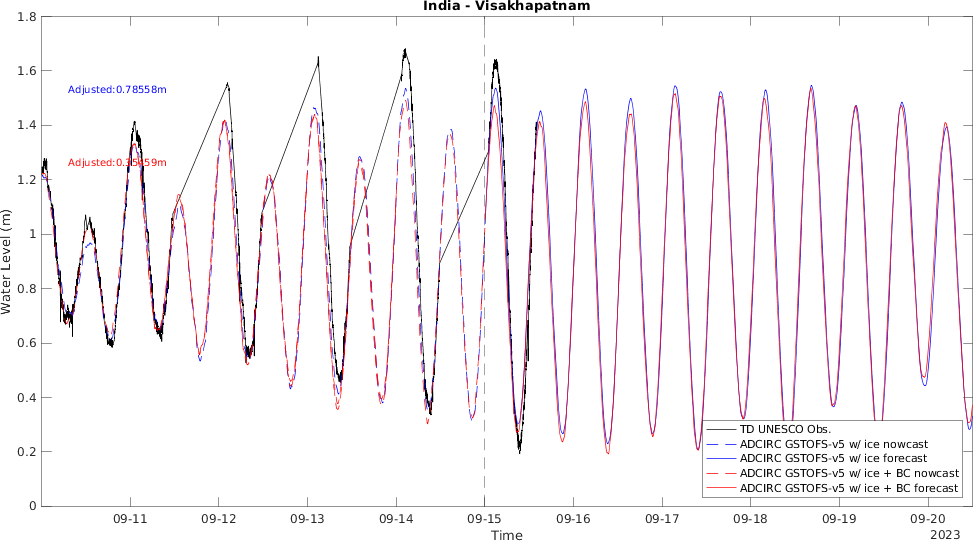 India - Visakhapatnam
Water Level (m)
1.8
1.6
1.4
1.2
1
0.8
0.6
0.4
0.2
0
Adjusted:0.78558m
TD UNESCO Obs.
ADCIRC GSTOFS-v5 w/ ice nowcast
ADCIRC GSTOFS-v5 w/ ice forecast
ADCIRC GSTOFS-v5 w/ ice + BC nowcast
ADCIRC GSTOFS-v5 w/ ice + BC forecast
09-11 09-12 09-13 09-14 09-15 09-16 09-17 09-18 09-19 09-20
Time
2023